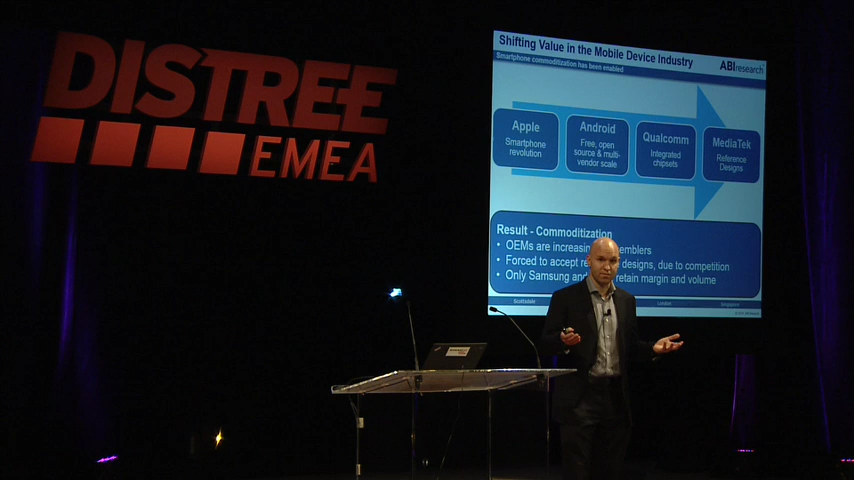 DISTREE
EMEA
Shifting Value in the Mobile Device Industry
Smartphone commoditization has been enabled
ABIresearch
Apple
Smartphone
revolution
Android
Free, open
source & multi-
vendor scale
Qualcomm
Integrated
chipsets
MediaTek
Reference
Designs
Result - Commoditization
• OEMs are increasing emblers
• Forced to accept re designs, due to competition
• Only Samsung and retain margin and volume
Scottsdale London Singapore